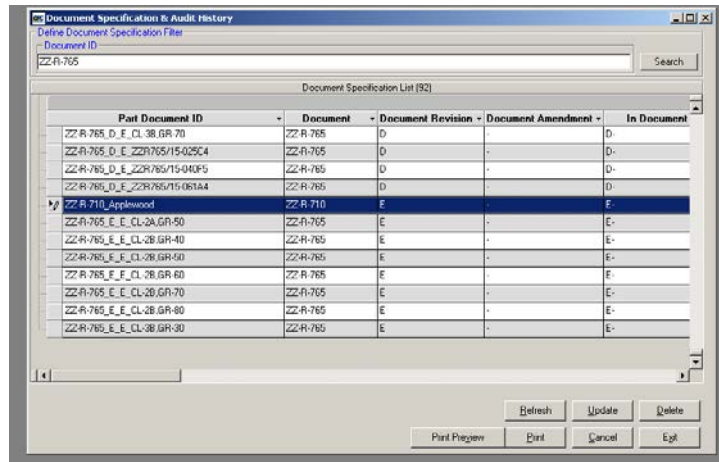 Document Specification & Audit History
Define Document Specification Filter
Document ID
ZZ-R-765
Search
Document Specification List (92)
Part Document ID Document Document Revision Document Amendment In Document
ZZ-R-765_D_E_CL-3B,GR-70 ZZ-R-765 D - D-
ZZ-R-765_D_E_ZZR765/15-025C4 ZZ-R-765 D - D-
ZZ-R-765_D_E_ZZR765/15-040F5 ZZ-R-765 D - D-
ZZ-R-765_D_E_ZZR765/15-061A4 ZZ-R-765 D - D-
ZZ-R-710_Applewood ZZ-R-710 E - E-
ZZ-R-765_E_E_CL-2A,GR-50 ZZ-R-765 E - E-
ZZ-R-765_E_E_CL-2B,GR-40 ZZ-R-765 E - E-
ZZ-R-765_E_E_CL-2B,GR-50 ZZ-R-765 E - E-
ZZ-R-765_E_E_CL-2B,GR-60 ZZ-R-765 E - E-
ZZ-R-765_E_E_CL-2B,GR-70 ZZ-R-765 E - E-
ZZ-R-765_E_E_CL-2B,GR-80 ZZ-R-765 E - E-
ZZ-R-765_E_E_CL-3B,GR-30 ZZ-R-765 E - E-
Refresh Update Delete
Print Preview Print Cancel Exit